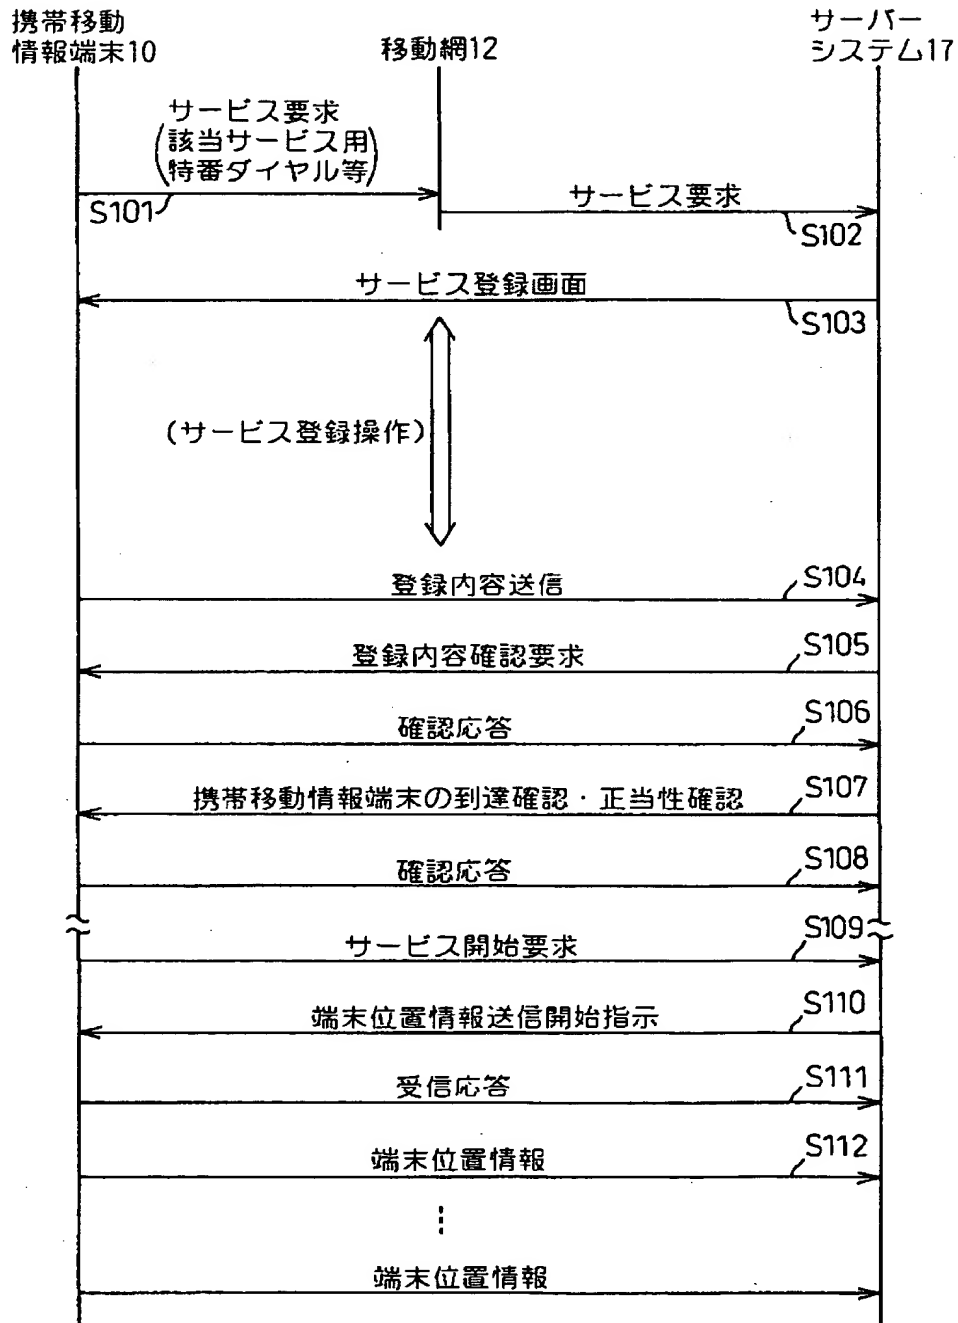 携帯移動
情報端末10
移動網12
サーバー
システム17
サービス要求
(該当サービス用
特番ダイヤル等)
S101
サービス要求
S102
サービス登録画面
S103
(サービス登録操作)
登録内容送信
S104
登録内容確認要求
S105
確認応答
S106
携帯移動情報端末の到達確認・正当性確認
S107
確認応答
S108
サービス開始要求
S109
端末位置情報送信開始指示
S110
受信応答
S111
端末位置情報
S112
端末位置情報